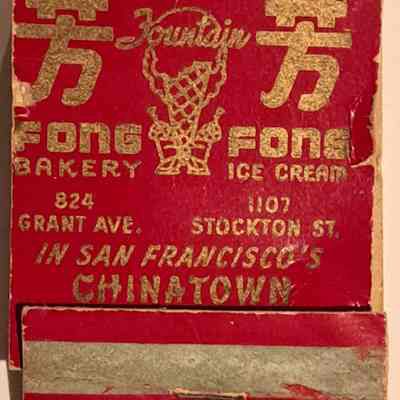 芳 Fountain 芳
FONG FONG
BAKERY ICE CREAM
824 1107
GRANT AVE. STOCKTON ST.
IN SAN FRANCISCO'S
CHINATOWN